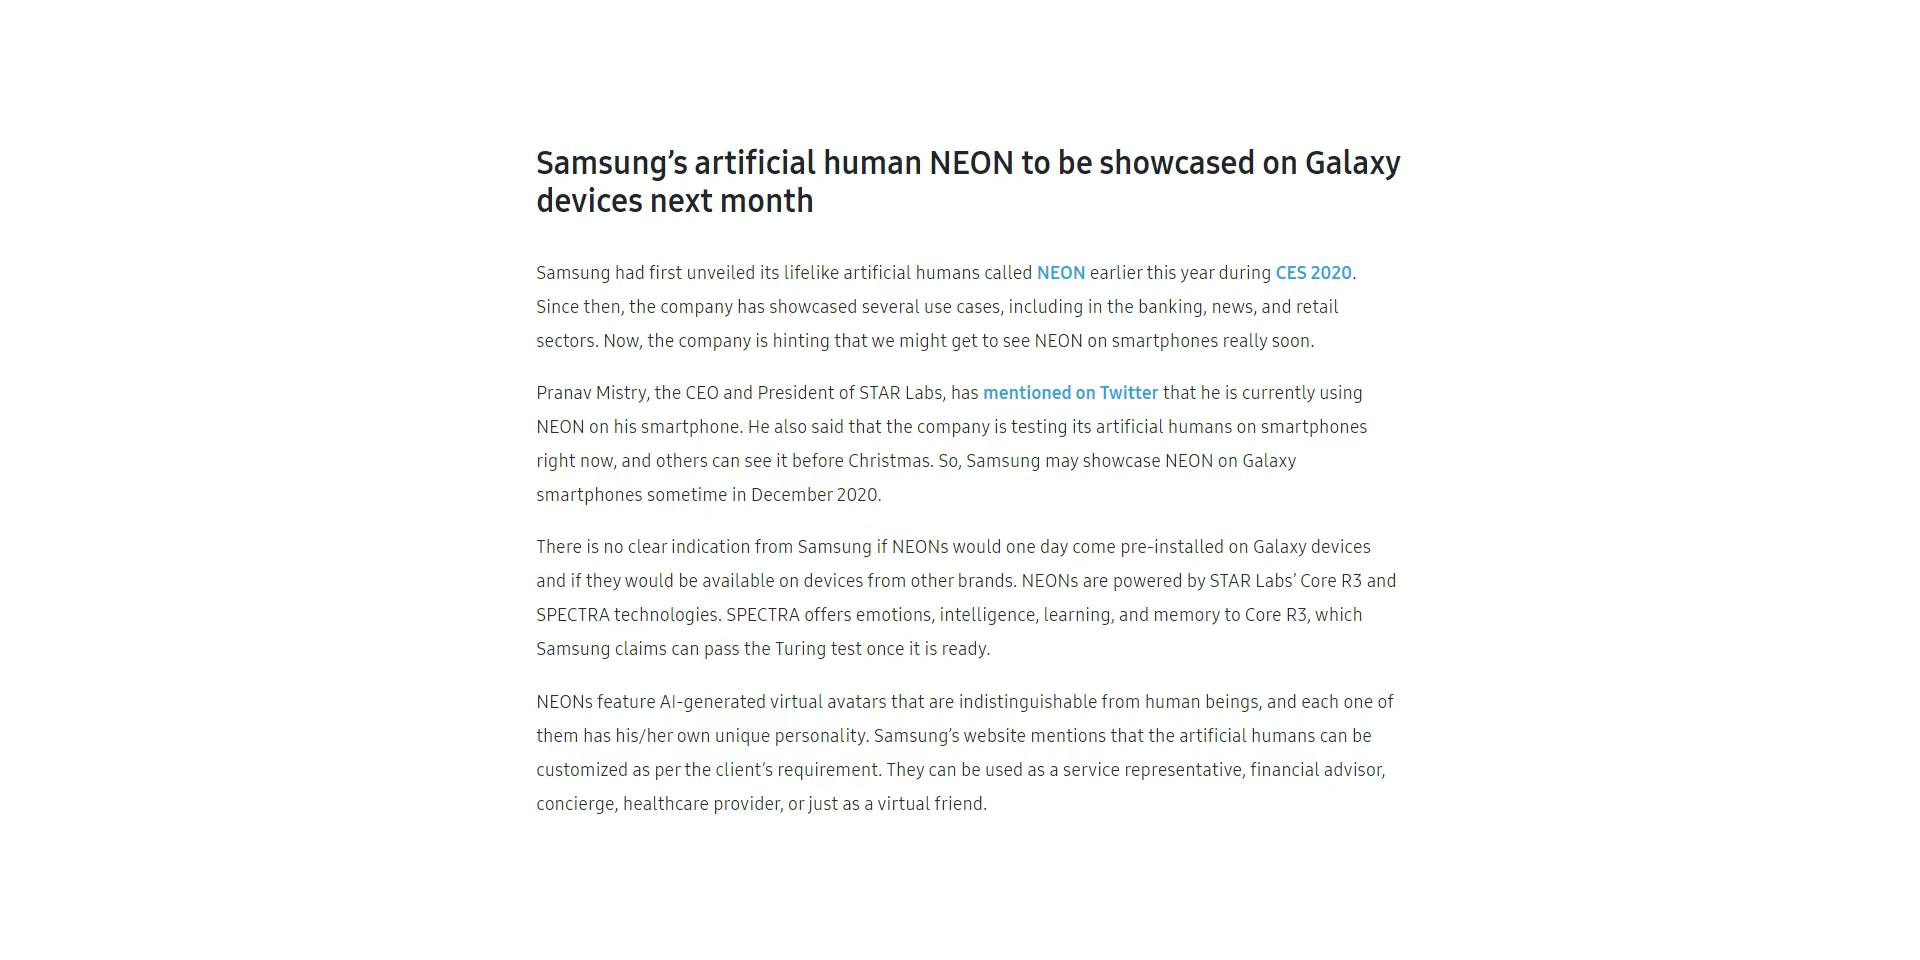 Samsung’s artificial human NEON to be showcased on Galaxy
devices next month
Samsung had first unveiled its lifelike artificial humans called NEON earlier this year during CES 2020.
Since then, the company has showcased several use cases, including in the banking, news, and retail
sectors. Now, the company is hinting that we might get to see NEON on smartphones really soon.
Pranav Mistry, the CEO and President of STAR Labs, has mentioned on Twitter that he is currently using
NEON on his smartphone. He also said that the company is testing its artificial humans on smartphones
right now, and others can see it before Christmas. So, Samsung may showcase NEON on Galaxy
smartphones sometime in December 2020.
There is no clear indication from Samsung if NEONs would one day come pre-installed on Galaxy devices
and if they would be available on devices from other brands. NEONs are powered by STAR Labs’ Core R3 and
SPECTRA technologies. SPECTRA offers emotions, intelligence, learning, and memory to Core R3, which
Samsung claims can pass the Turing test once it is ready.
NEONs feature AI-generated virtual avatars that are indistinguishable from human beings, and each one of
them has his/her own unique personality. Samsung’s website mentions that the artificial humans can be
customized as per the client’s requirement. They can be used as a service representative, financial advisor,
concierge, healthcare provider, or just as a virtual friend.